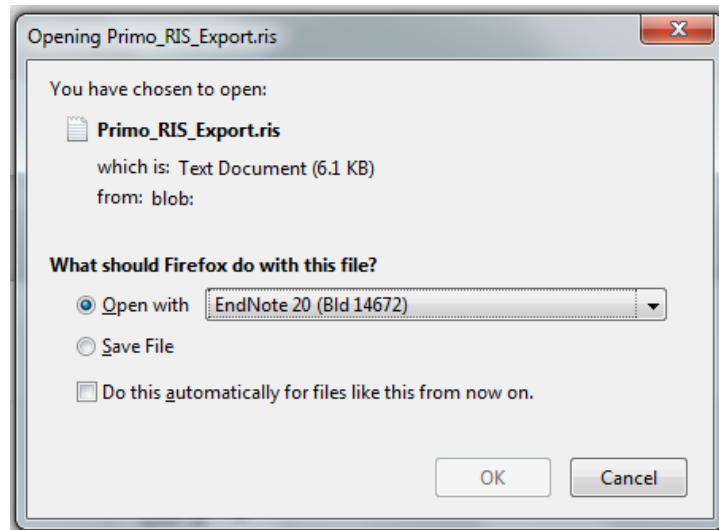 Opening Primo_RIS_Export.ris
You have chosen to open:
Primo_RIS_Export.ris
which is: Text Document (6.1 KB)
from: blob:
What should Firefox do with this file?
Open with EndNote 20 (Bld 14672)
Save File
Do this automatically for files like this from now on.
OK Cancel